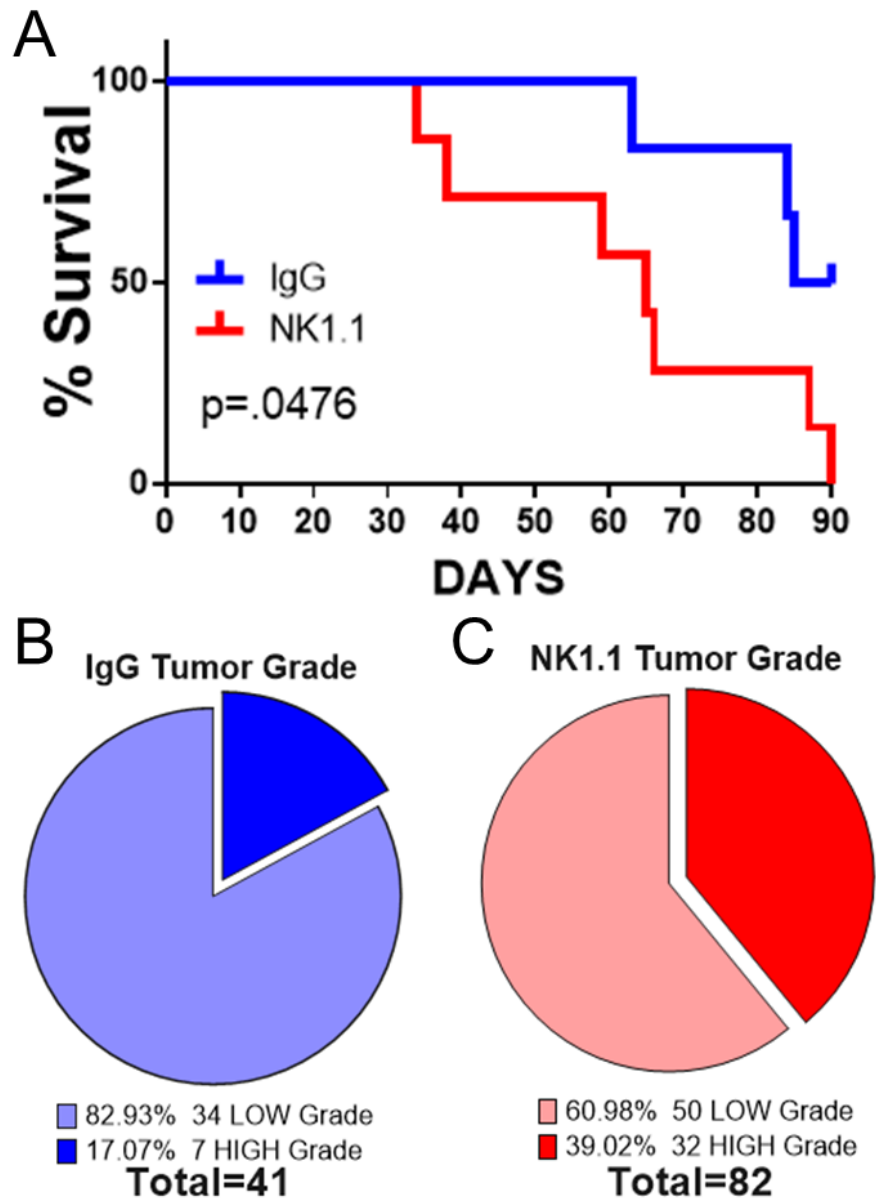 A
% Survival
100
50
0
IgG
NK1.1
p=.0476
0 10 20 30 40 50 60 70 80 90
DAYS
B
IgG Tumor Grade
82.93% 34 LOW Grade
17.07% 7 HIGH Grade
Total=41
C
NK1.1 Tumor Grade
60.98% 50 LOW Grade
39.02% 32 HIGH Grade
Total=82